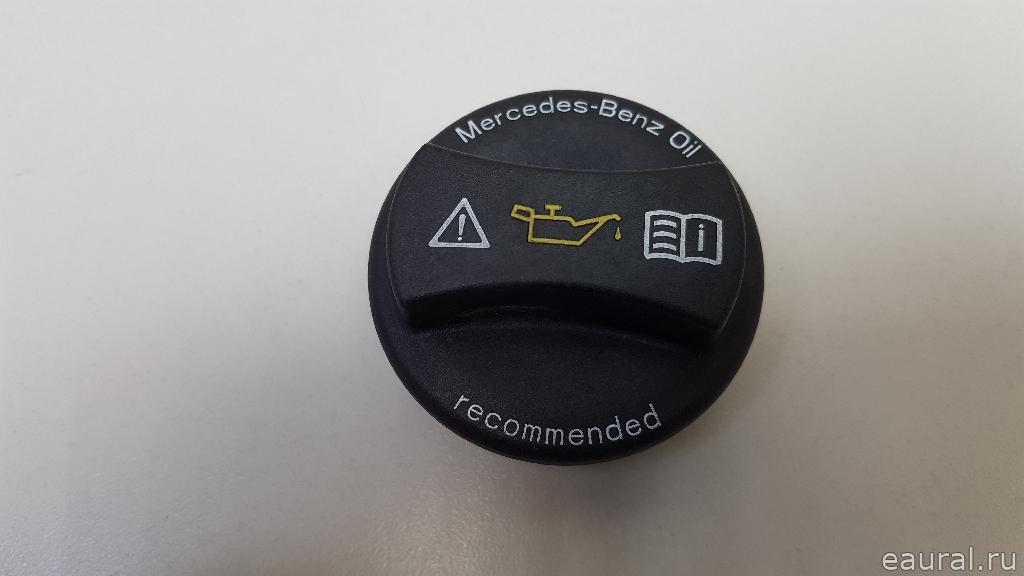 Mercedes-Benz Oil
i
recommended
eaural.ru